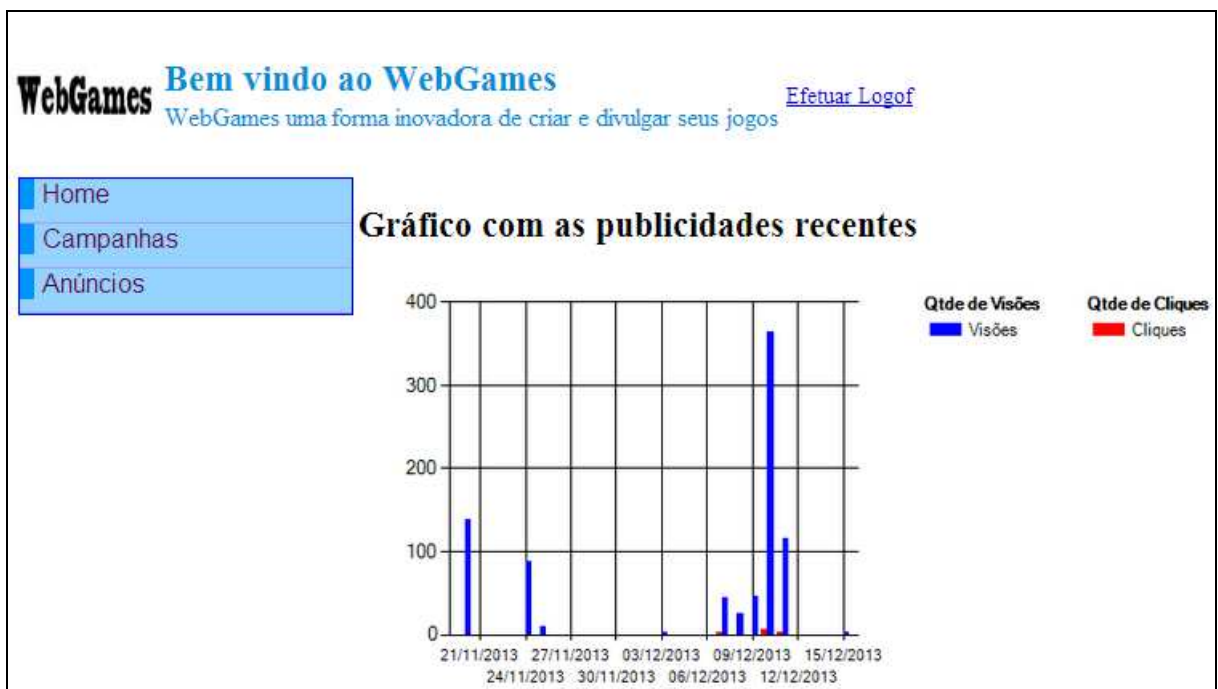 WebGames
Bem vindo ao WebGames
WebGames uma forma inovadora de criar e divulgar seus jogos
Efetuar Logof
Home
Campanhas
Anúncios
Gráfico com as publicidades recentes
400
300
200
100
0
21/11/2013 27/11/2013 03/12/2013 09/12/2013 15/12/2013
24/11/2013 30/11/2013 06/12/2013 12/12/2013
Qtde de Visões
Visões
Qtde de Cliques
Cliques